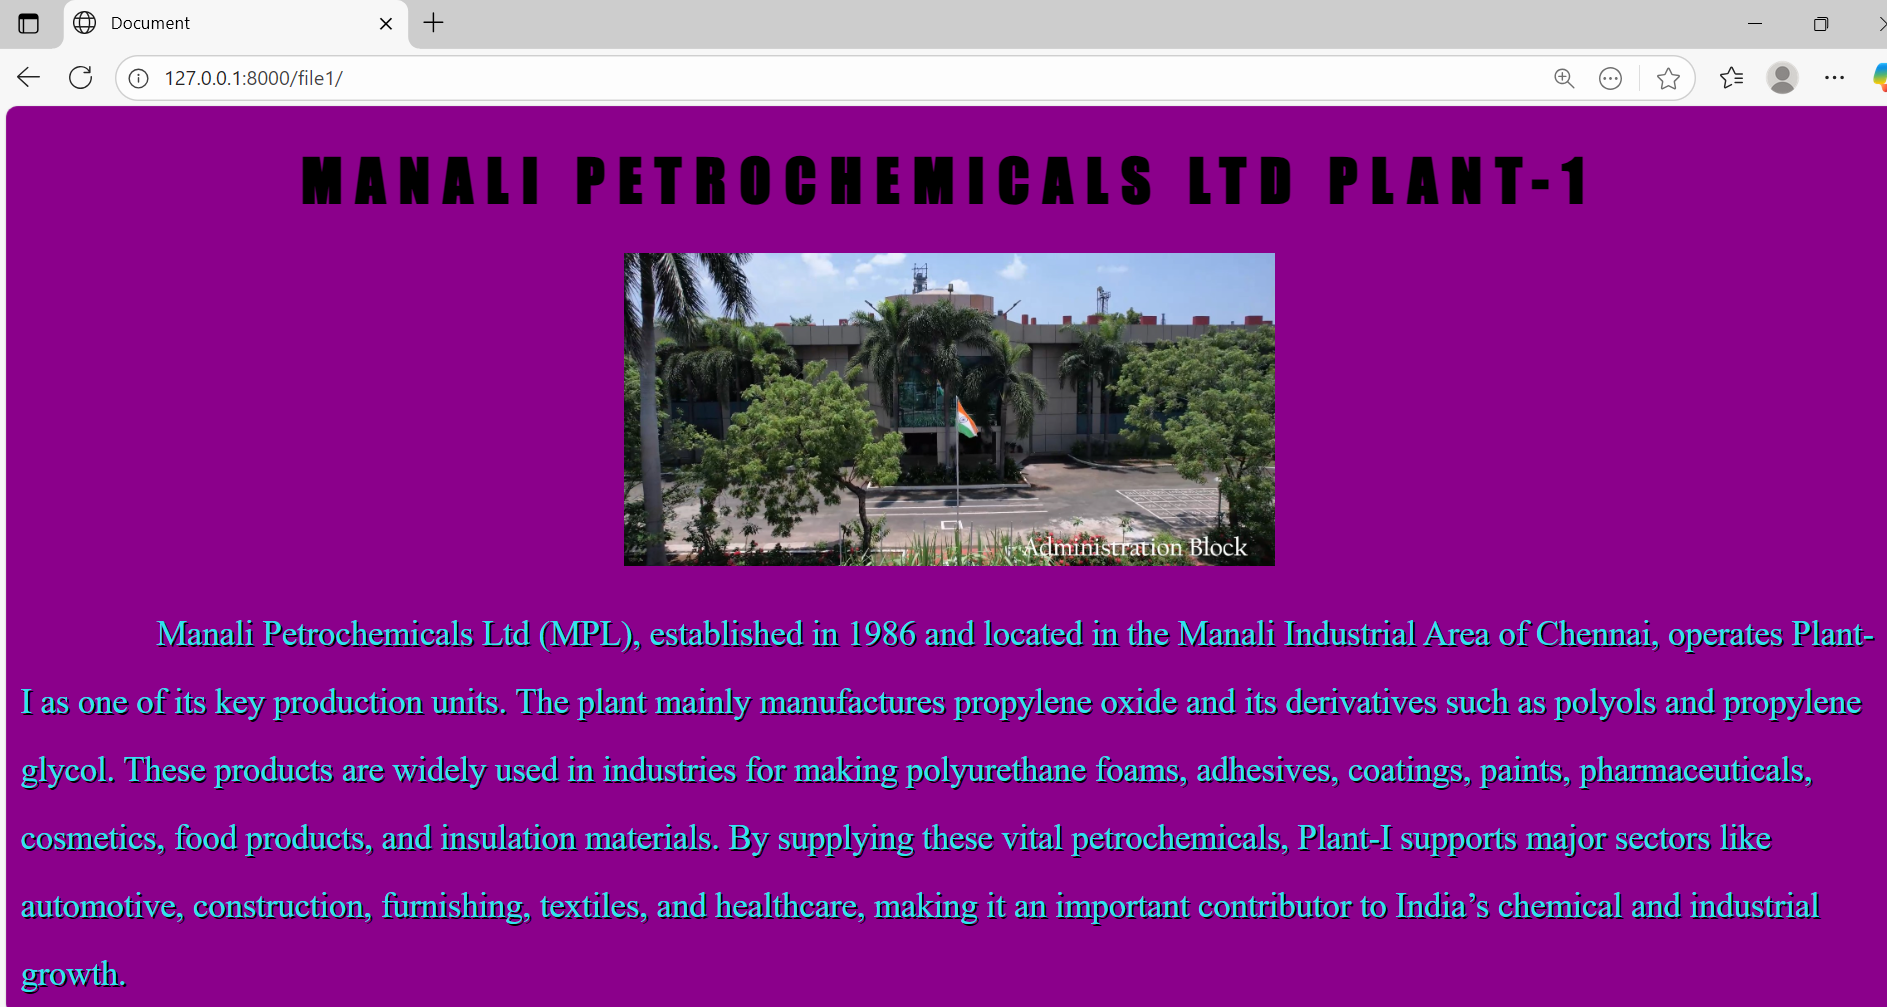 Document
127.0.0.1:8000/file1/
MANALI PETROCHEMICALS LTD PLANT-1
Administration Block
Manali Petrochemicals Ltd (MPL), established in 1986 and located in the Manali Industrial Area of Chennai, operates Plant-
I as one of its key production units. The plant mainly manufactures propylene oxide and its derivatives such as polyols and propylene
glycol. These products are widely used in industries for making polyurethane foams, adhesives, coatings, paints, pharmaceuticals,
cosmetics, food products, and insulation materials. By supplying these vital petrochemicals, Plant-I supports major sectors like
automotive, construction, furnishing, textiles, and healthcare, making it an important contributor to India’s chemical and industrial
growth.